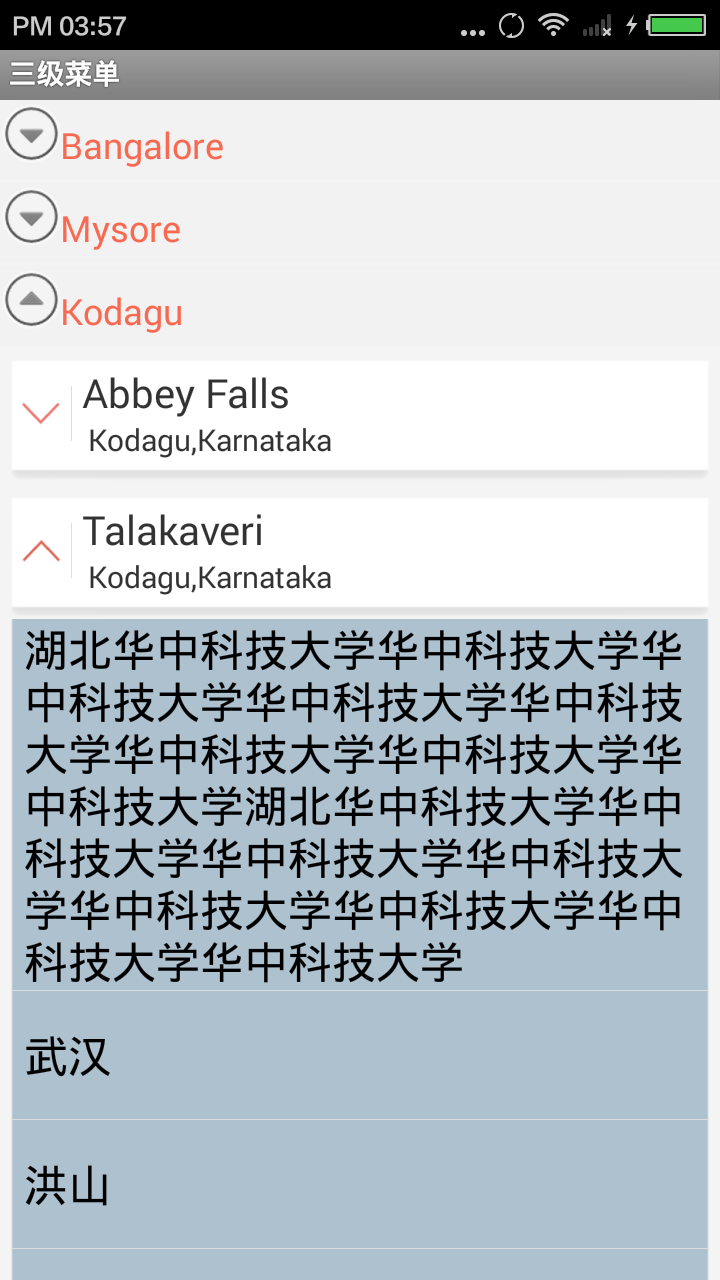 PM 03:57
三级菜单
Bangalore
Mysore
Kodagu
Abbey Falls
Kodagu,Karnataka
Talakaveri
Kodagu,Karnataka
湖北华中科技大学华中科技大学华
中科技大学华中科技大学华中科技
大学华中科技大学华中科技大学华
中科技大学湖北华中科技大学华中
科技大学华中科技大学华中科技大
学华中科技大学华中科技大学华中
科技大学华中科技大学
武汉
洪山